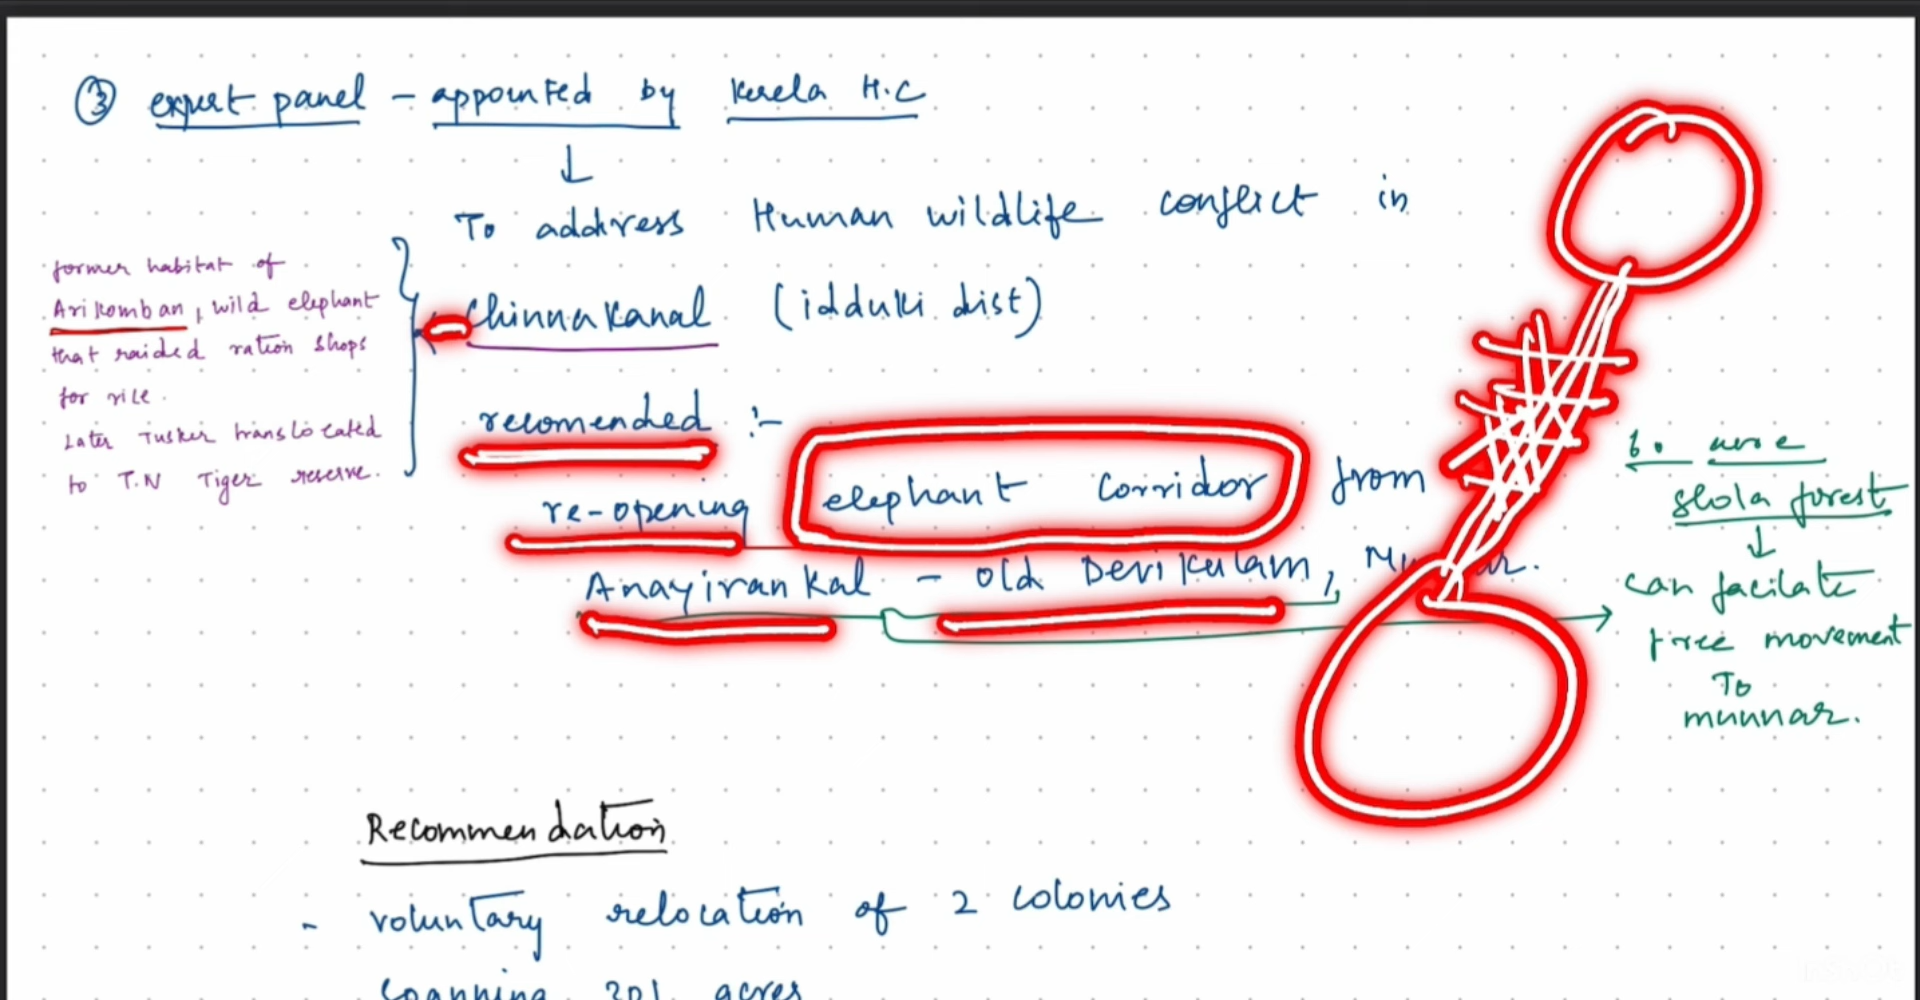 ③ expert panel - appointed by Kerela H.C
↓
To address Human wildlife conflict in
Chinnakanal (idduki dist)
former habitat of
Arikomban, wild elephant
that raided ration shops
for rice.
Later Tusker translocated
to T.N Tiger reserve.
recomended :-
re-opening elephant corridor from
Anayirankal - old Devikulam,
shola forest
↓
can facilate
free movement
To
munnar.
Recommendation
- voluntary relocation of 2 colonies
spanning 201 acres